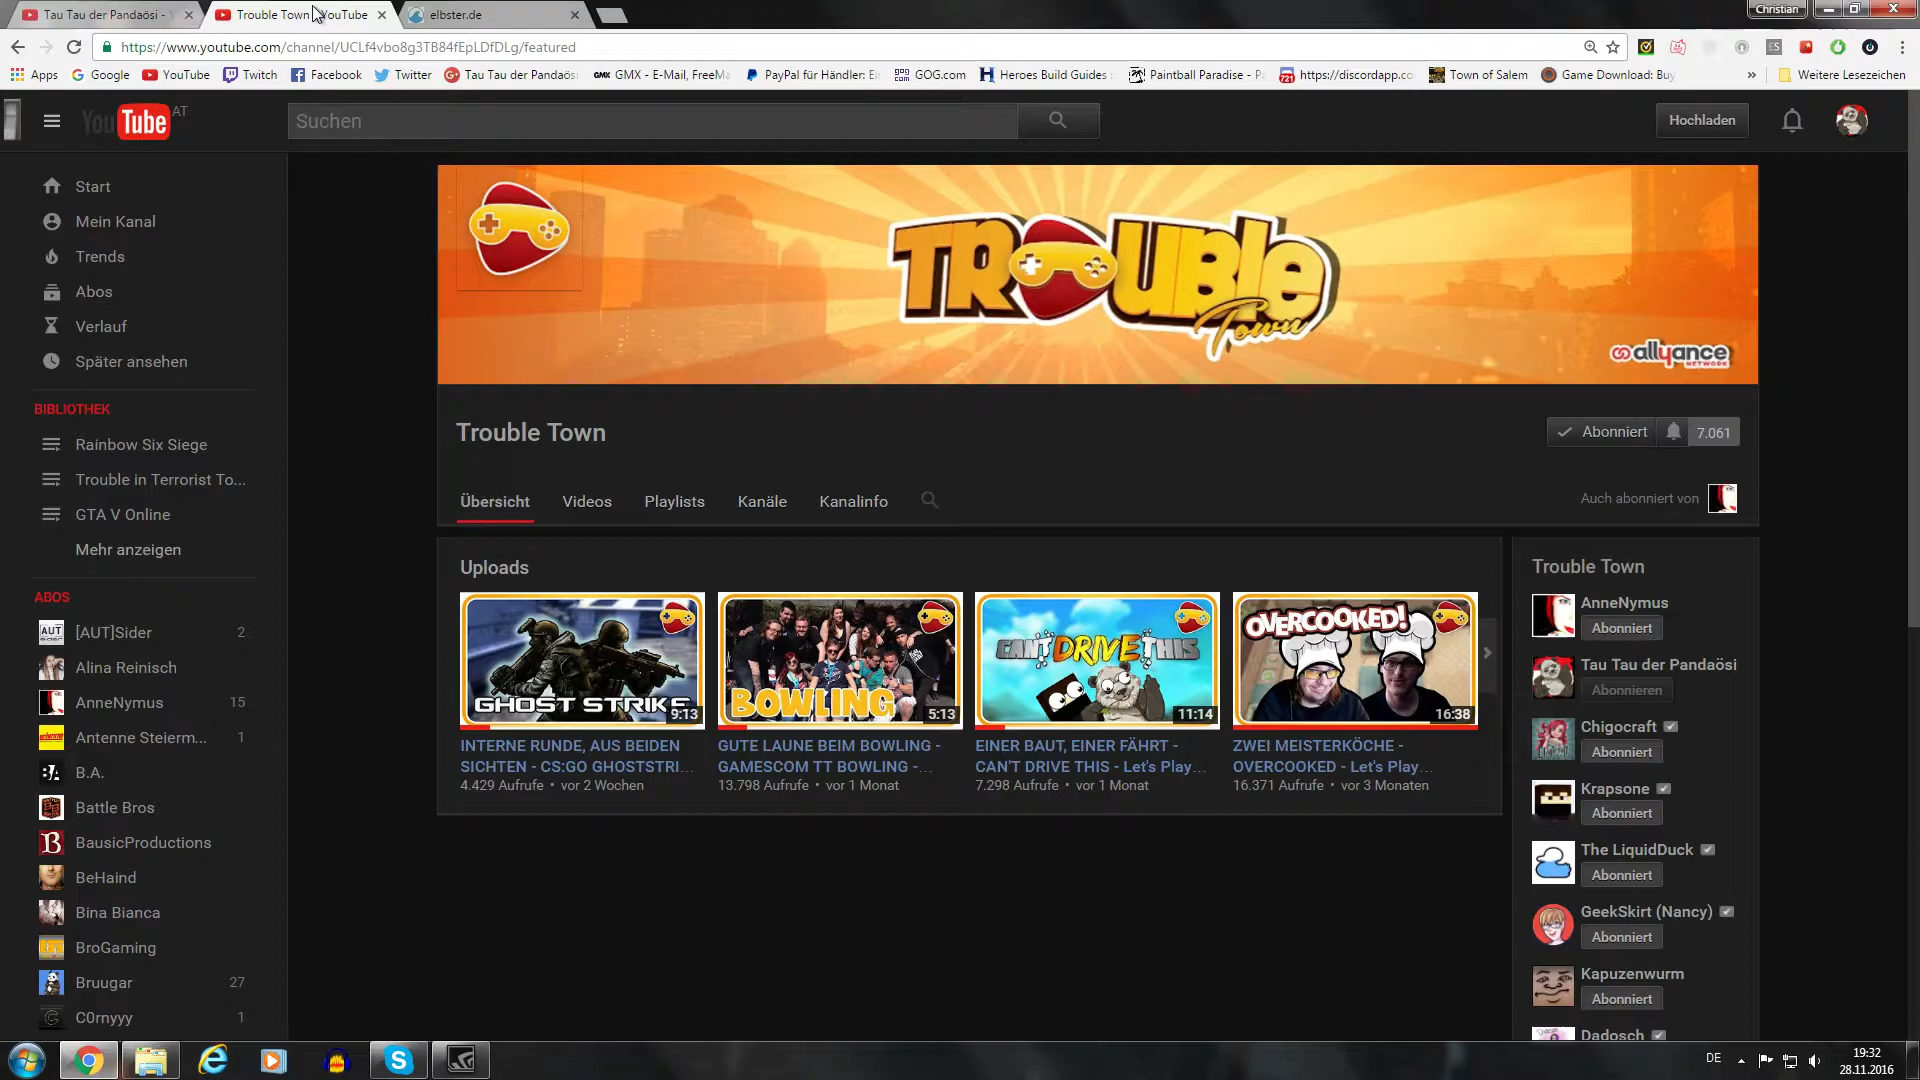 Tau Tau der Pandaösi - Y
Trouble Town - YouTube
elbster.de
Christian
https://www.youtube.com/channel/UCLf4vbo8g3TB84fEpLDfDLg/featured
Apps
Google
YouTube
Twitch
Facebook
Twitter
Tau Tau der Pandaös
GMX
GMX - E-Mail, FreeMa
PayPal für Händler: Ei
GOG.com
Heroes Build Guides
Paintball Paradise - Pa
https://discordapp.co
Town of Salem
Game Download: Buy
Weitere Lesezeichen
YouTube AT
Suchen
Hochladen
Start
Mein Kanal
Trends
Abos
Verlauf
Später ansehen
BIBLIOTHEK
Rainbow Six Siege
Trouble in Terrorist To...
GTA V Online
Mehr anzeigen
ABOS
[AUT]Sider 2
Alina Reinisch
AnneNymus 15
Antenne Steierm... 1
B.A.
Battle Bros
BausicProductions
BeHaind
Bina Bianca
BroGaming
Bruugar 27
C0rnyyy 1
TROUBLE
Town
allyance
NETWORK
Trouble Town
Abonniert 7.061
Übersicht
Videos
Playlists
Kanäle
Kanalinfo
Auch abonniert von
Uploads
GHOST STRIKE
9:13
INTERNE RUNDE, AUS BEIDEN
SICHTEN - CS:GO GHOSTSTRI...
4.429 Aufrufe • vor 2 Wochen
BOWLING
5:13
GUTE LAUNE BEIM BOWLING -
GAMESCOM TT BOWLING -...
13.798 Aufrufe • vor 1 Monat
CAN'T DRIVE THIS
11:14
EINER BAUT, EINER FÄHRT -
CAN'T DRIVE THIS - Let's Play...
7.298 Aufrufe • vor 1 Monat
OVERCOOKED!
16:38
ZWEI MEISTERKÖCHE -
OVERCOOKED - Let's Play...
16.371 Aufrufe • vor 3 Monaten
Trouble Town
AnneNymus
Abonniert
Tau Tau der Pandaösi
Abonnieren
Chigocraft
Abonniert
Krapsone
Abonniert
The LiquidDuck
Abonniert
GeekSkirt (Nancy)
Abonniert
Kapuzenwurm
Abonniert
Dadosch
DE
19:32
28.11.2016